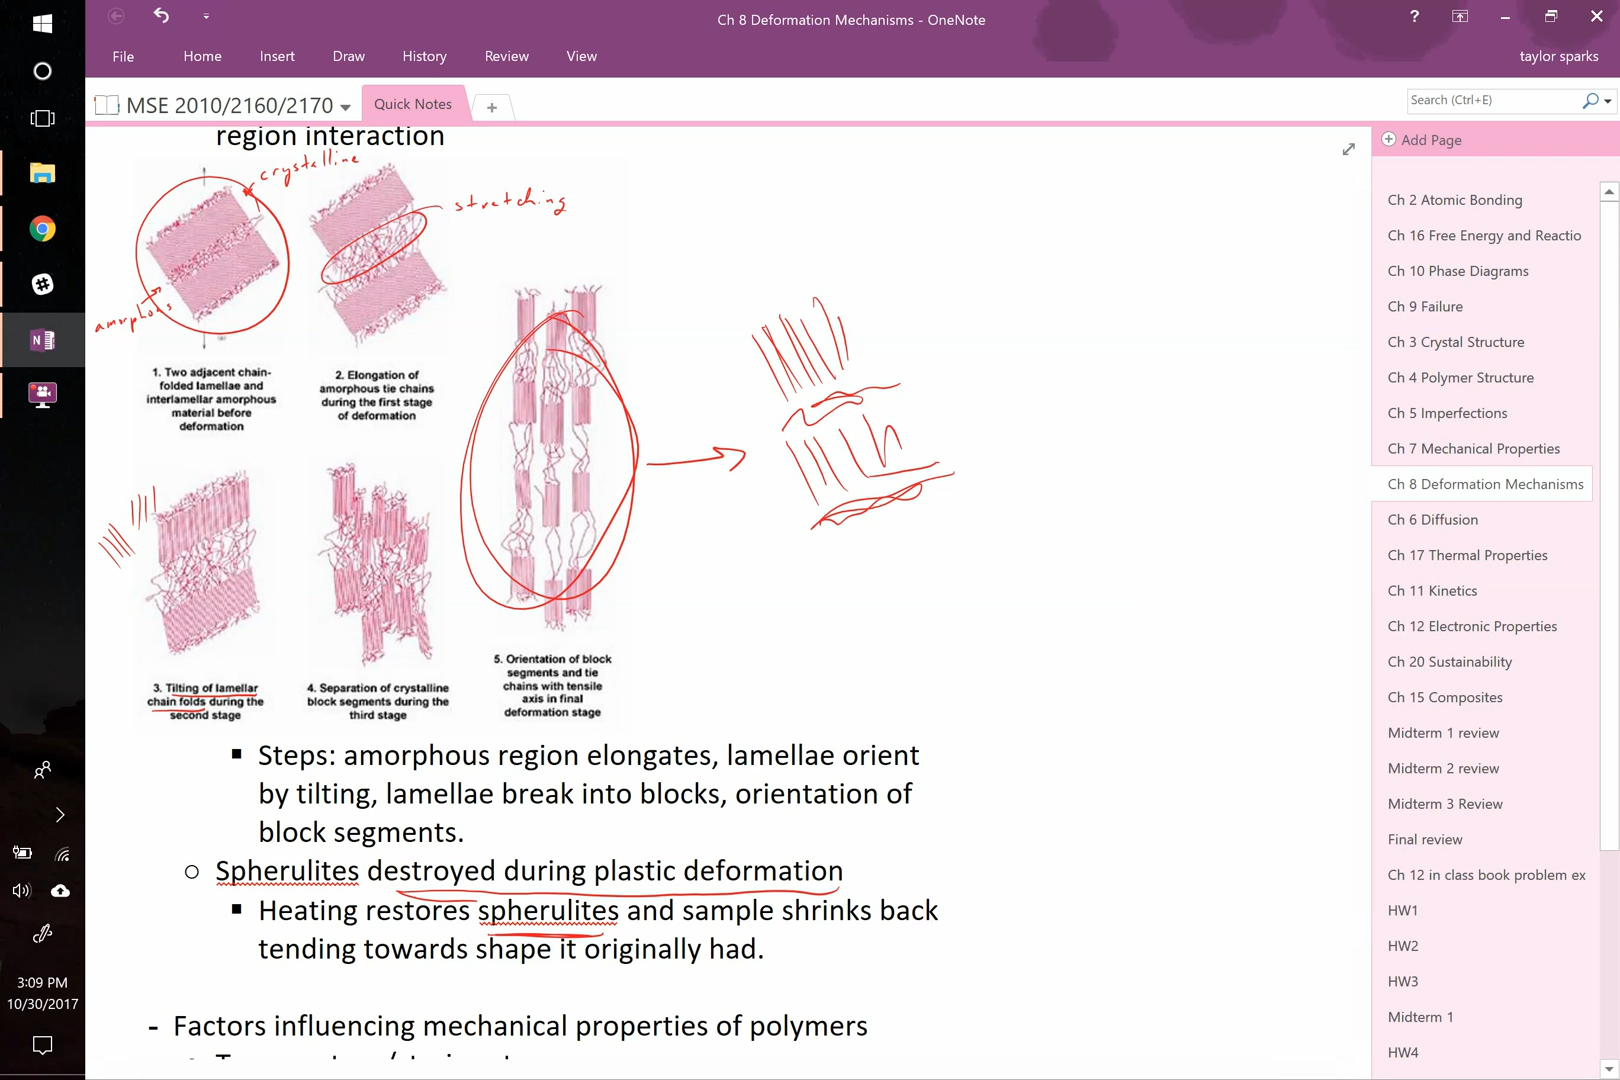 Ch 8 Deformation Mechanisms - OneNote
?
File
Home
Insert
Draw
History
Review
View
taylor sparks
MSE 2010/2160/2170
Quick Notes
+
Search (Ctrl+E)
region interaction
crystalline
stretching
amorphous
1. Two adjacent chain-
folded lamellae and
interlamellar amorphous
material before
deformation
2. Elongation of
amorphous tie chains
during the first stage
of deformation
3. Tilting of lamellar
chain folds during the
second stage
4. Separation of crystalline
block segments during the
third stage
5. Orientation of block
segments and tie
chains with tensile
axis in final
deformation stage
▪ Steps: amorphous region elongates, lamellae orient
by tilting, lamellae break into blocks, orientation of
block segments.
○ Spherulites destroyed during plastic deformation
▪ Heating restores spherulites and sample shrinks back
tending towards shape it originally had.
- Factors influencing mechanical properties of polymers
Add Page
Ch 2 Atomic Bonding
Ch 16 Free Energy and Reactio
Ch 10 Phase Diagrams
Ch 9 Failure
Ch 3 Crystal Structure
Ch 4 Polymer Structure
Ch 5 Imperfections
Ch 7 Mechanical Properties
Ch 8 Deformation Mechanisms
Ch 6 Diffusion
Ch 17 Thermal Properties
Ch 11 Kinetics
Ch 12 Electronic Properties
Ch 20 Sustainability
Ch 15 Composites
Midterm 1 review
Midterm 2 review
Midterm 3 Review
Final review
Ch 12 in class book problem ex
HW1
HW2
HW3
Midterm 1
HW4
N
3:09 PM
10/30/2017